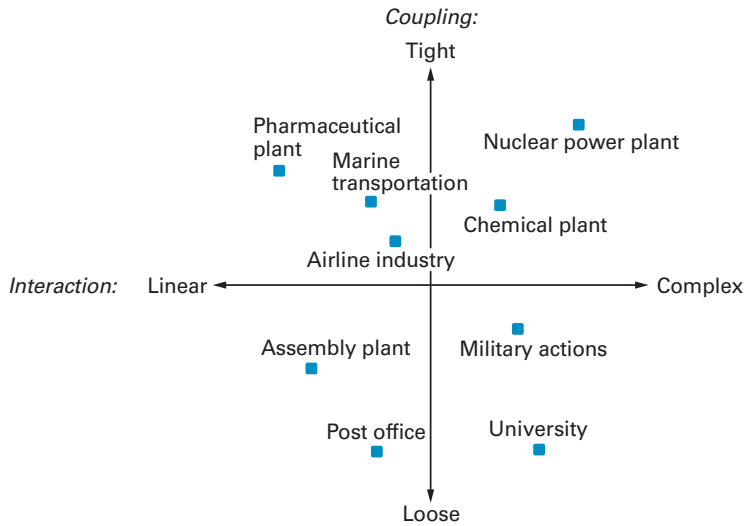 Coupling:
Tight
Pharmaceutical
plant
Nuclear power plant
Marine
transportation
Chemical plant
Airline industry
Interaction:
Linear
Complex
Assembly plant
Military actions
Post office
University
Loose